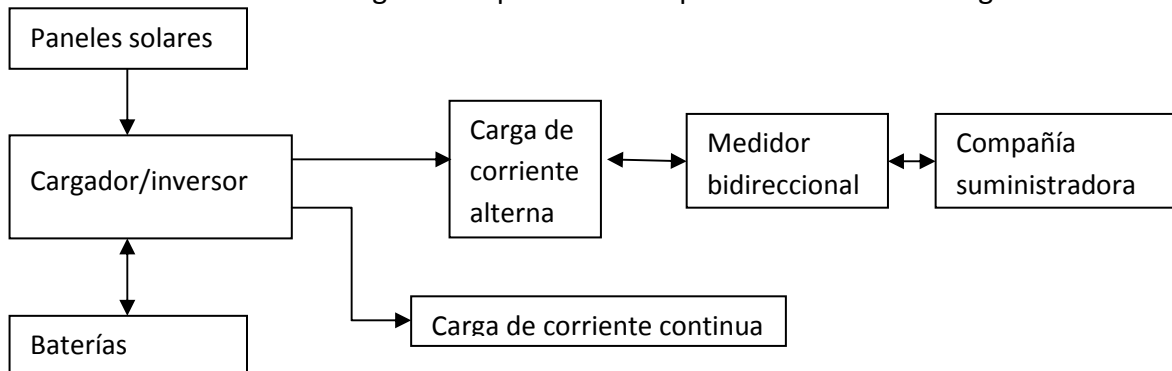 Paneles solares
Cargador/inversor
Baterías
Carga de
corriente
alterna
Medidor
bidireccional
Compañía
suministradora
Carga de corriente continua